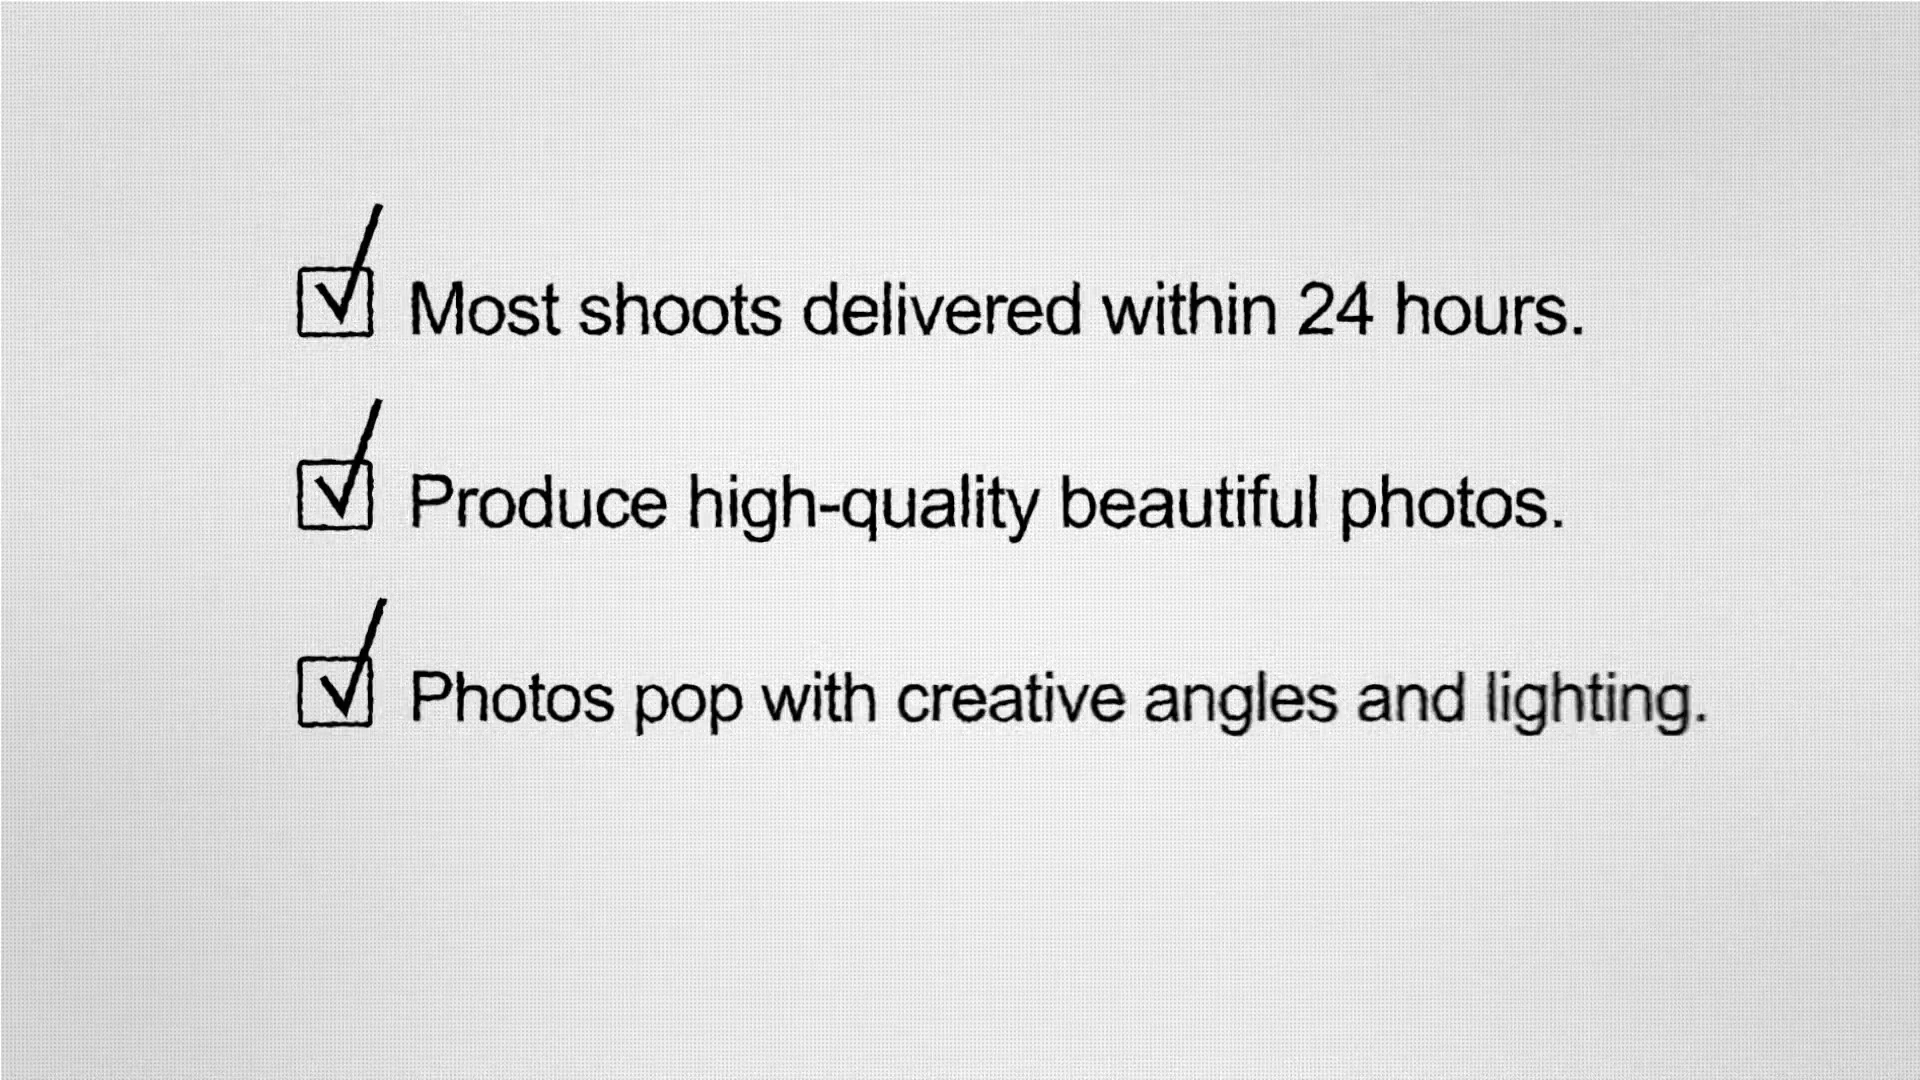 Most shoots delivered within 24 hours.
Produce high-quality beautiful photos.
Photos pop with creative angles and lighting.